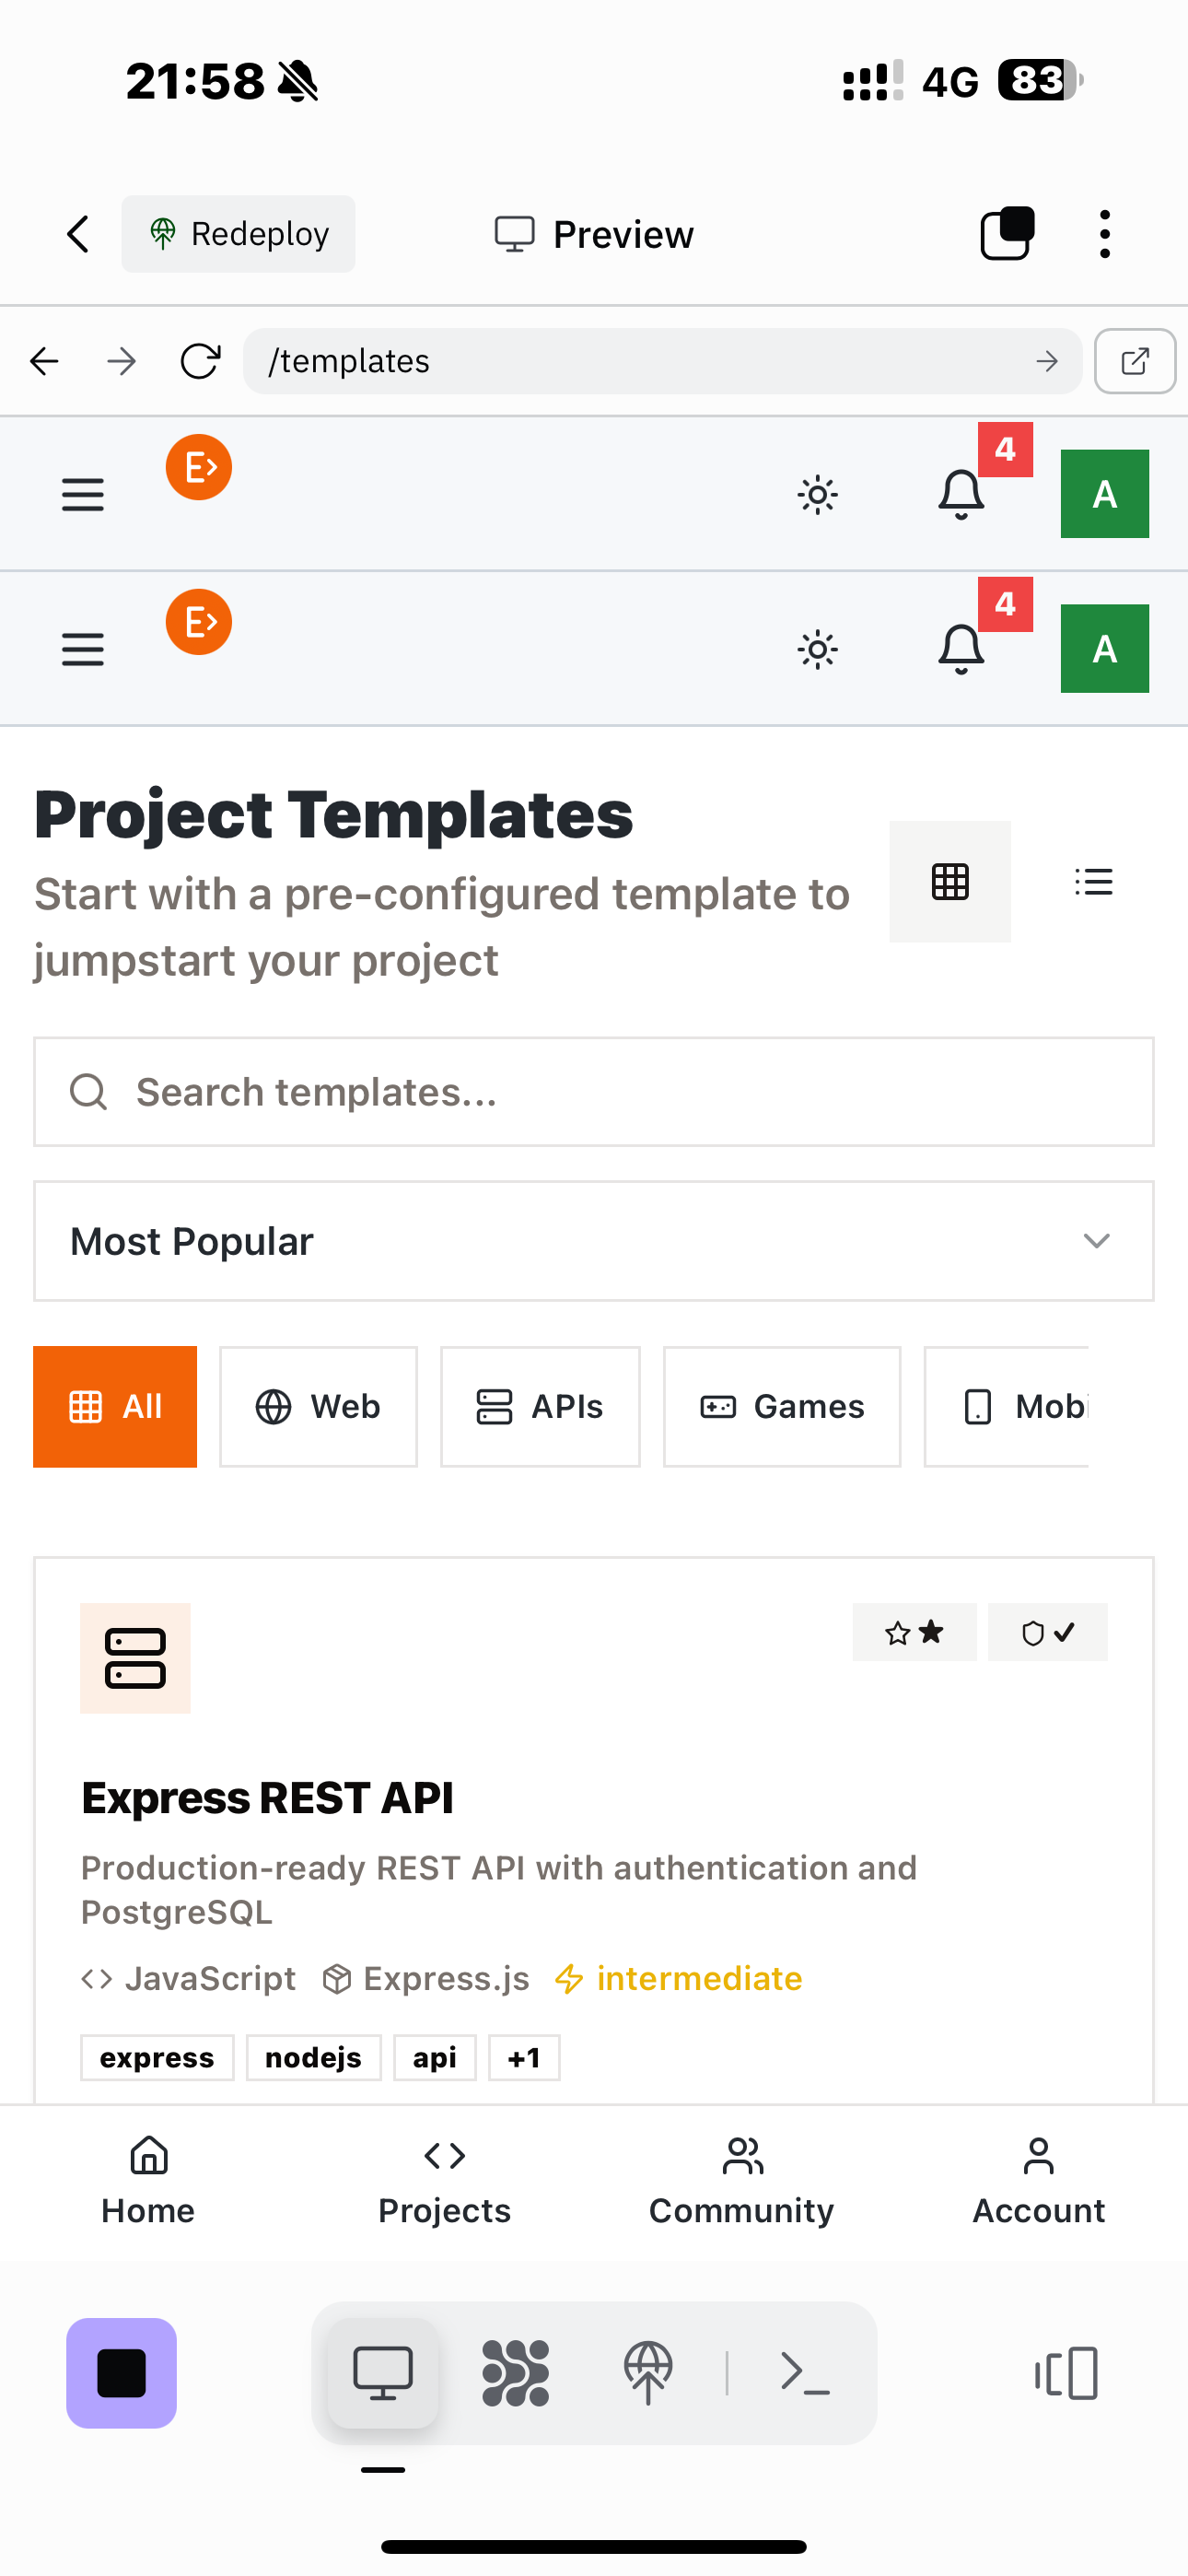 21:58
4G
83
Redeploy
Preview
/templates
E>
4
A
E>
4
A
Project Templates
Start with a pre-configured template to
jumpstart your project
Search templates...
Most Popular
All
Web
APIs
Games
Mobi
Express REST API
Production-ready REST API with authentication and
PostgreSQL
JavaScript
Express.js
intermediate
express
nodejs
api
+1
Home
Projects
Community
Account